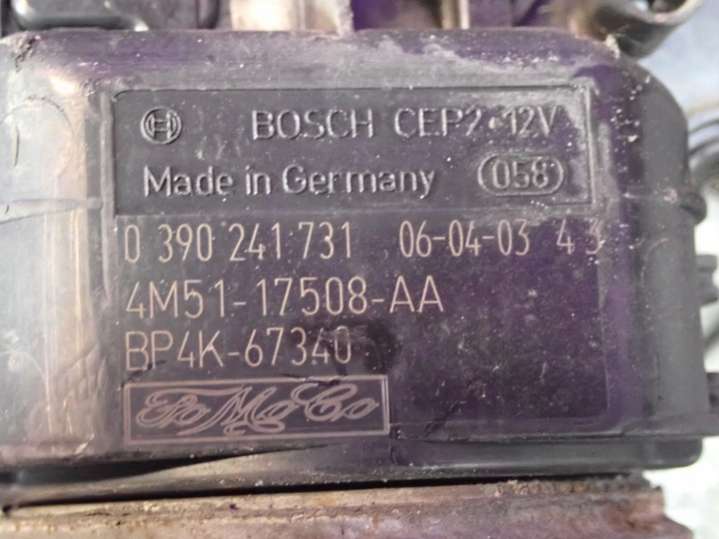 BOSCH CEP2·12V
Made in Germany 058
0 390 241 731 06-04-03 4 3
4M51-17508-AA
BP4K-67340
FoMoCo